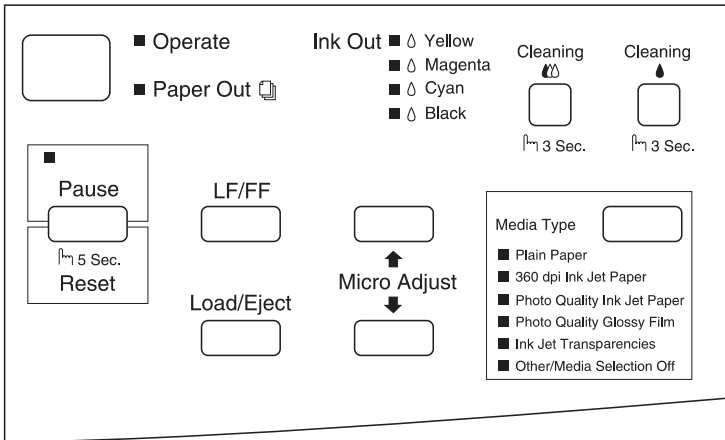 Operate
Paper Out
Ink Out
Yellow
Magenta
Cyan
Black
Cleaning
3 Sec.
Cleaning
3 Sec.
Pause
5 Sec.
Reset
LF/FF
Load/Eject
Micro Adjust
Media Type
Plain Paper
360 dpi Ink Jet Paper
Photo Quality Ink Jet Paper
Photo Quality Glossy Film
Ink Jet Transparencies
Other/Media Selection Off